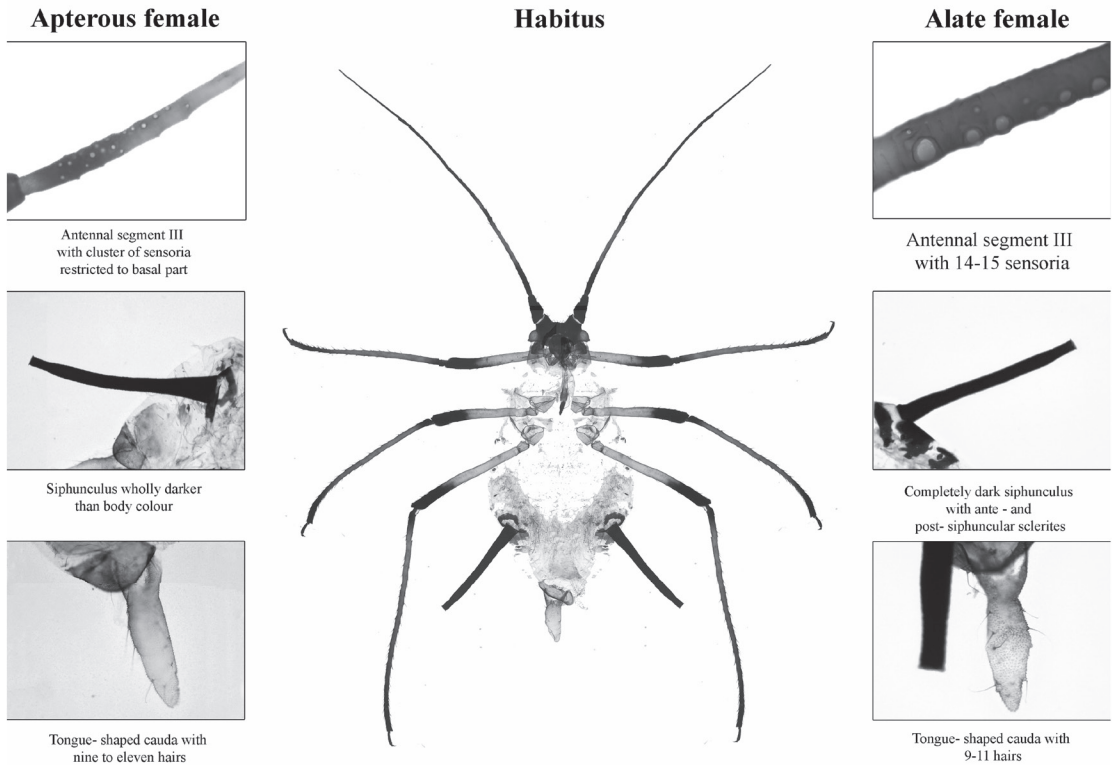 Apterous female
Habitus
Alate female
Antennal segment III
with cluster of sensoria
restricted to basal part
Antennal segment III
with 14-15 sensoria
Siphunculus wholly darker
than body colour
Completely dark siphunculus
with ante - and
post- siphuncular sclerites
Tongue- shaped cauda with
nine to eleven hairs
Tongue- shaped cauda with
9-11 hairs